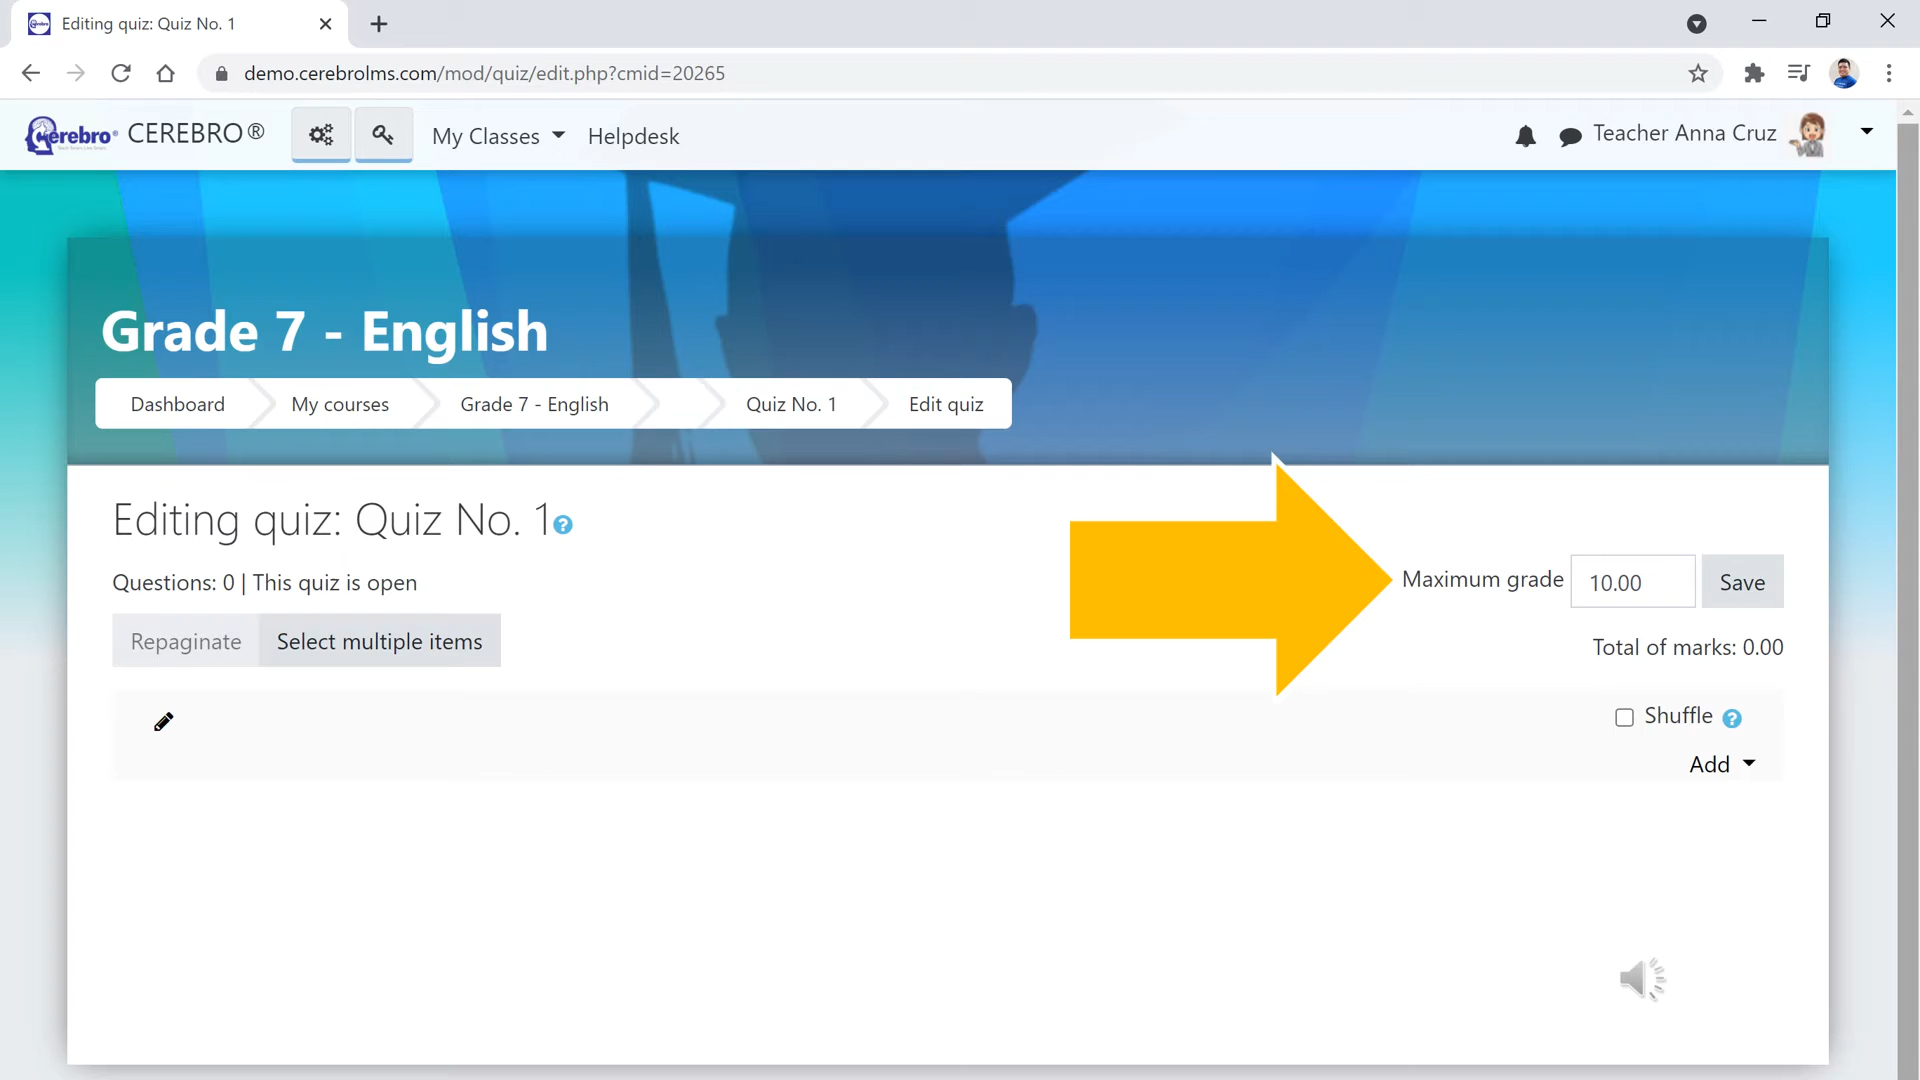 Editing quiz: Quiz No. 1
demo.cerebrolms.com/mod/quiz/edit.php?cmid=20265
Cerebro® CEREBRO® My Classes Helpdesk Teacher Anna Cruz
Grade 7 - English
Dashboard My courses Grade 7 - English Quiz No. 1 Edit quiz
Editing quiz: Quiz No. 1
Questions: 0 | This quiz is open
Maximum grade 10.00 Save
Repaginate Select multiple items
Total of marks: 0.00
Shuffle
Add